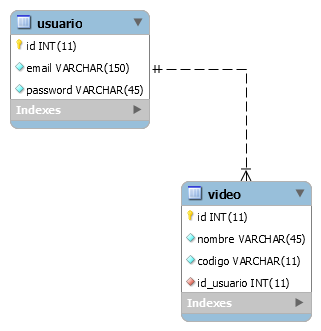 usuario
id INT(11)
email VARCHAR(150)
password VARCHAR(45)
Indexes
video
id INT(11)
nombre VARCHAR(45)
codigo VARCHAR(11)
id_usuario INT(11)
Indexes